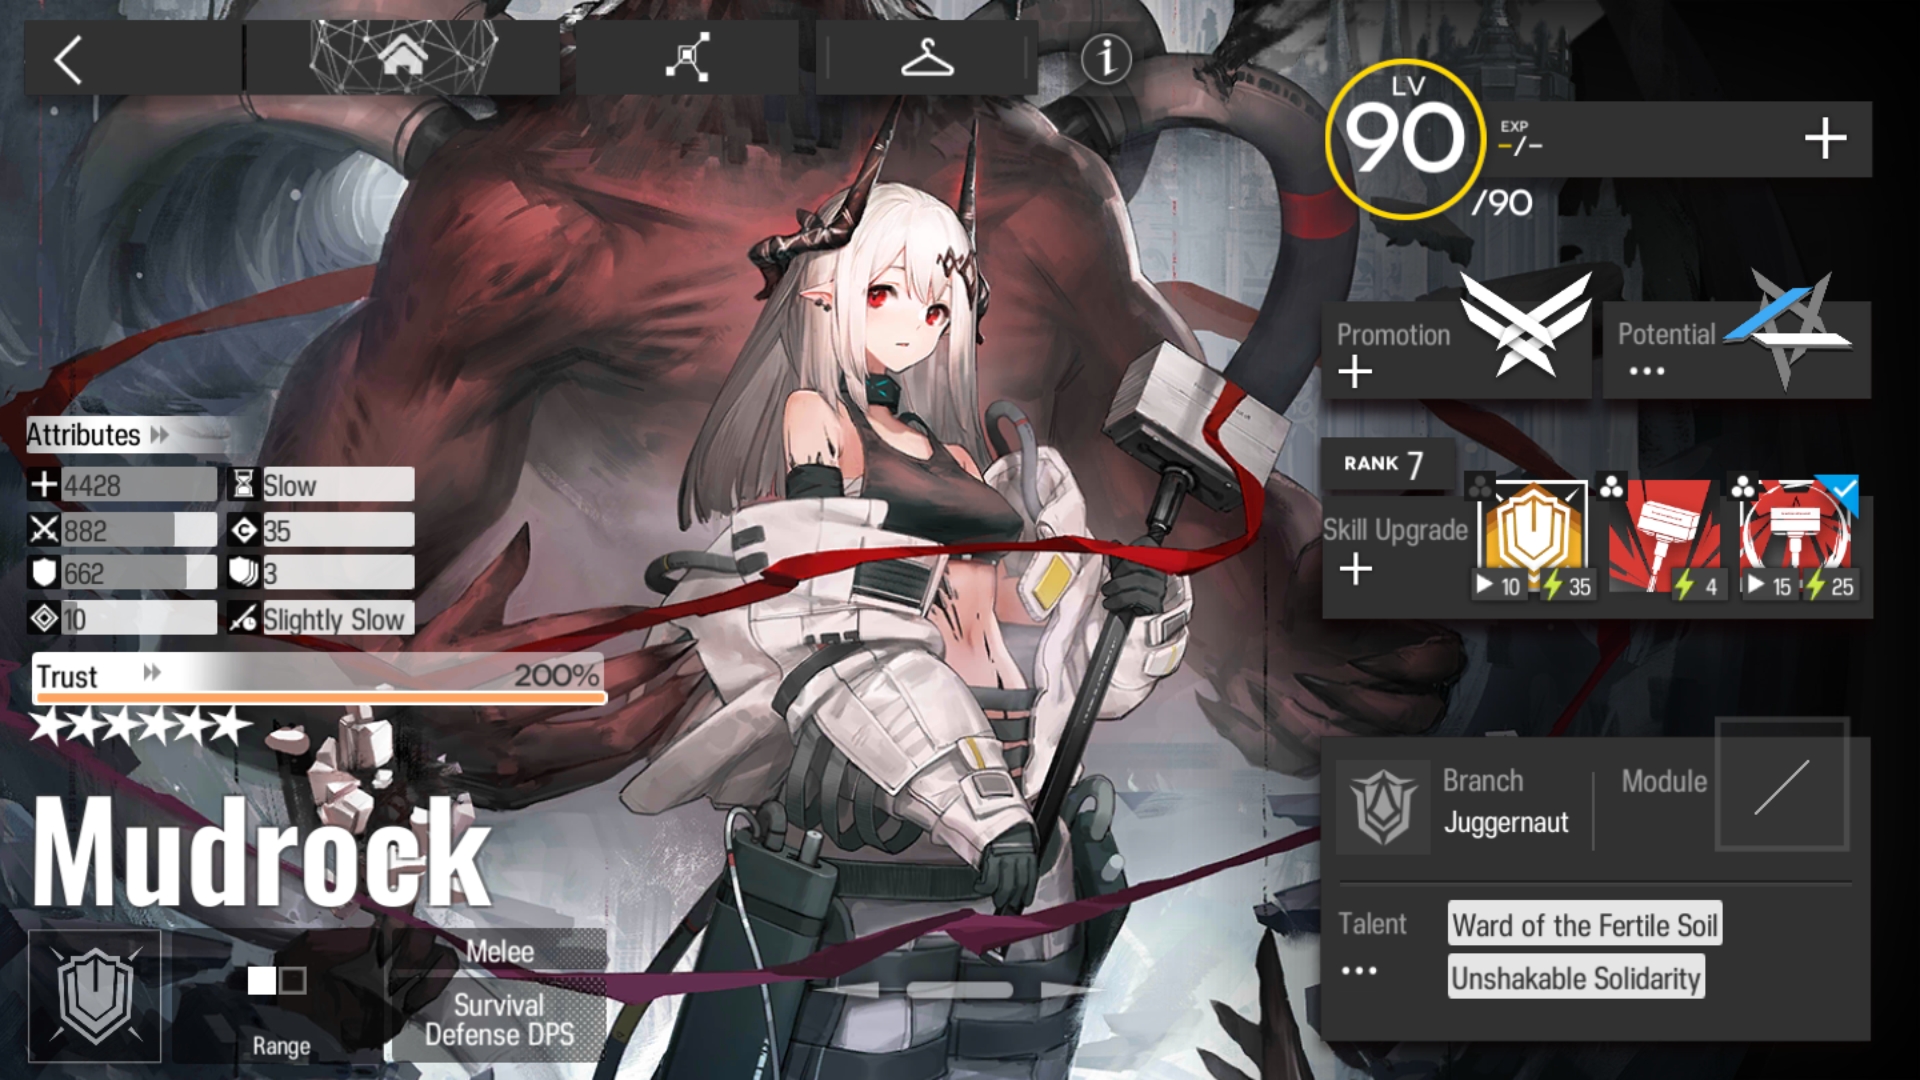 i
LV
90
/90
EXP
-/-
Promotion
Potential
RANK 7
Skill Upgrade
10 35
4
15 25
Attributes
4428 Slow
882 35
662 3
10 Slightly Slow
Trust 200%
Mudrock
Melee
Survival
Defense DPS
Range
Branch
Juggernaut
Module
Talent
Ward of the Fertile Soil
Unshakable Solidarity